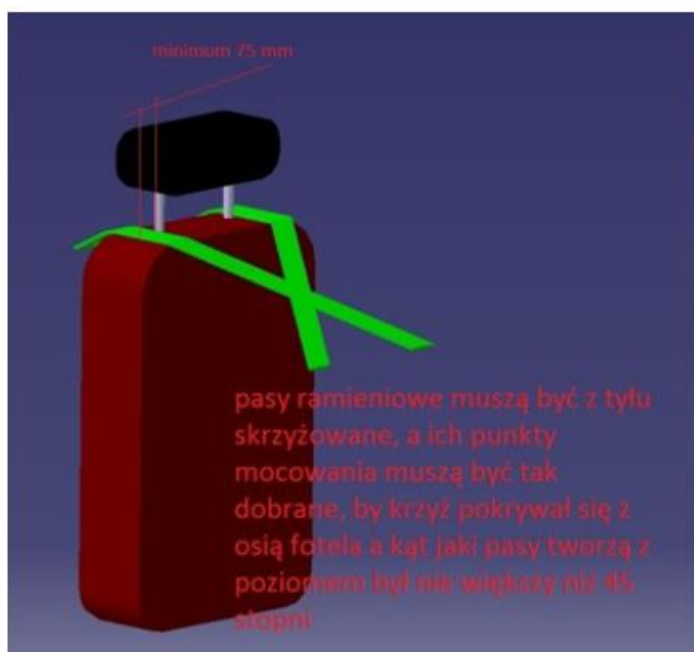 minimum 75 mm
pasy ramieniowe muszą być z tyłu
skrzyżowane, a ich punkty
mocowania muszą być tak
dobrane, by krzyż pokrywał się z
osią fotela a kąt jaki pasy tworzą z
poziomem był nie większy niż 45
stopni